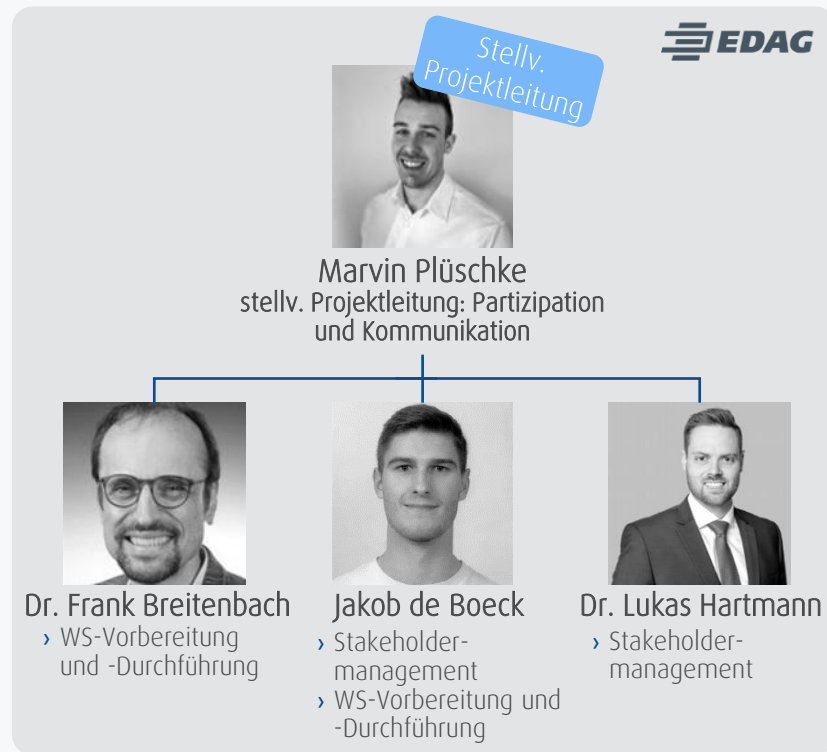 EDAG
Stellv.
Projektleitung
Marvin Plüschke
stellv. Projektleitung: Partizipation
und Kommunikation
Dr. Frank Breitenbach
› WS-Vorbereitung
und -Durchführung
Jakob de Boeck
› Stakeholder-
management
› WS-Vorbereitung und
-Durchführung
Dr. Lukas Hartmann
› Stakeholder-
management